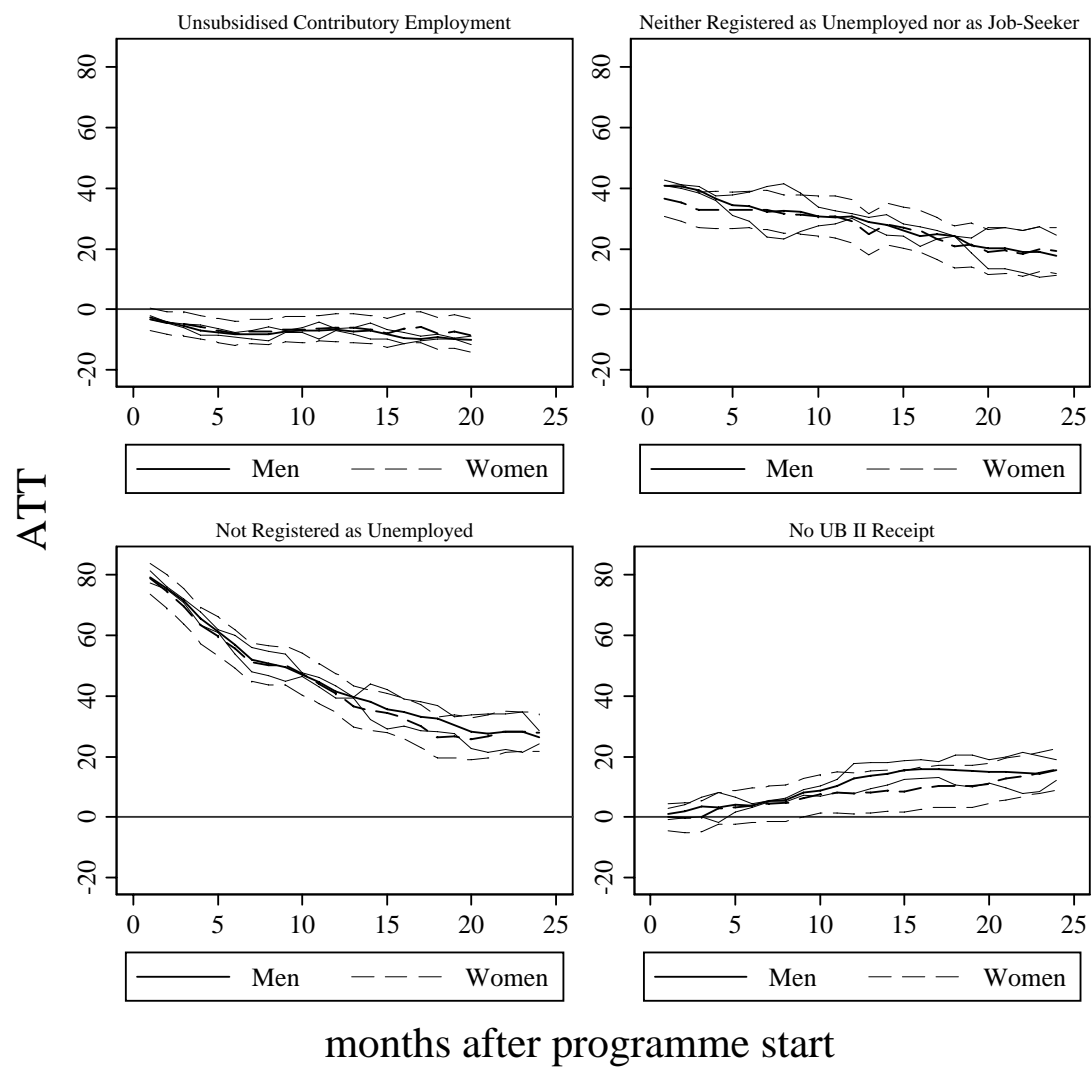 Unsubsidised Contributory Employment
80
60
40
20
0
-20
0 5 10 15 20 25
Men Women
Neither Registered as Unemployed nor as Job-Seeker
80
60
40
20
0
-20
0 5 10 15 20 25
Men Women
ATT
Not Registered as Unemployed
80
60
40
20
0
-20
0 5 10 15 20 25
Men Women
No UB II Receipt
80
60
40
20
0
-20
0 5 10 15 20 25
Men Women
months after programme start